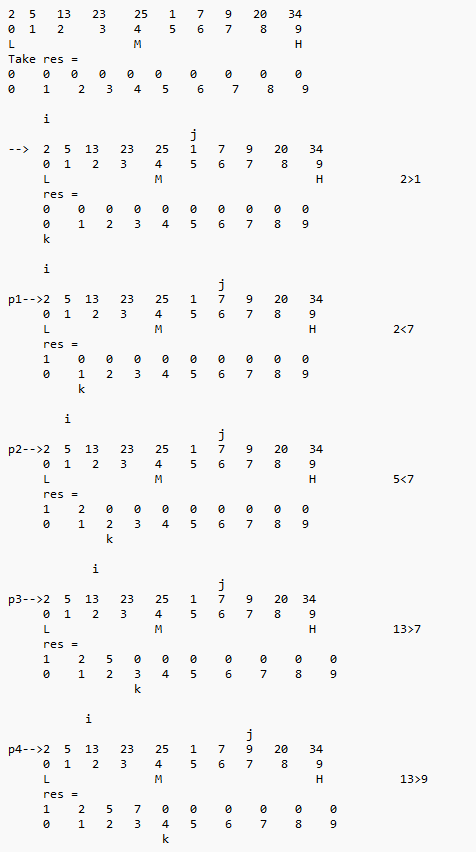 2 5 13 23 25 1 7 9 20 34
0 1 2 3 4 5 6 7 8 9
L M H
Take res =
0 0 0 0 0 0 0 0 0 0
0 1 2 3 4 5 6 7 8 9
i
j
--> 2 5 13 23 25 1 7 9 20 34
0 1 2 3 4 5 6 7 8 9
L M H 2>1
res =
0 0 0 0 0 0 0 0 0 0
0 1 2 3 4 5 6 7 8 9
k
i
j
p1-->2 5 13 23 25 1 7 9 20 34
0 1 2 3 4 5 6 7 8 9
L M H 2<7
res =
1 0 0 0 0 0 0 0 0 0
0 1 2 3 4 5 6 7 8 9
k
i
j
p2-->2 5 13 23 25 1 7 9 20 34
0 1 2 3 4 5 6 7 8 9
L M H 5<7
res =
1 2 0 0 0 0 0 0 0 0
0 1 2 3 4 5 6 7 8 9
k
i
j
p3-->2 5 13 23 25 1 7 9 20 34
0 1 2 3 4 5 6 7 8 9
L M H 13>7
res =
1 2 5 0 0 0 0 0 0 0
0 1 2 3 4 5 6 7 8 9
k
i
j
p4-->2 5 13 23 25 1 7 9 20 34
0 1 2 3 4 5 6 7 8 9
L M H 13>9
res =
1 2 5 7 0 0 0 0 0 0
0 1 2 3 4 5 6 7 8 9
k